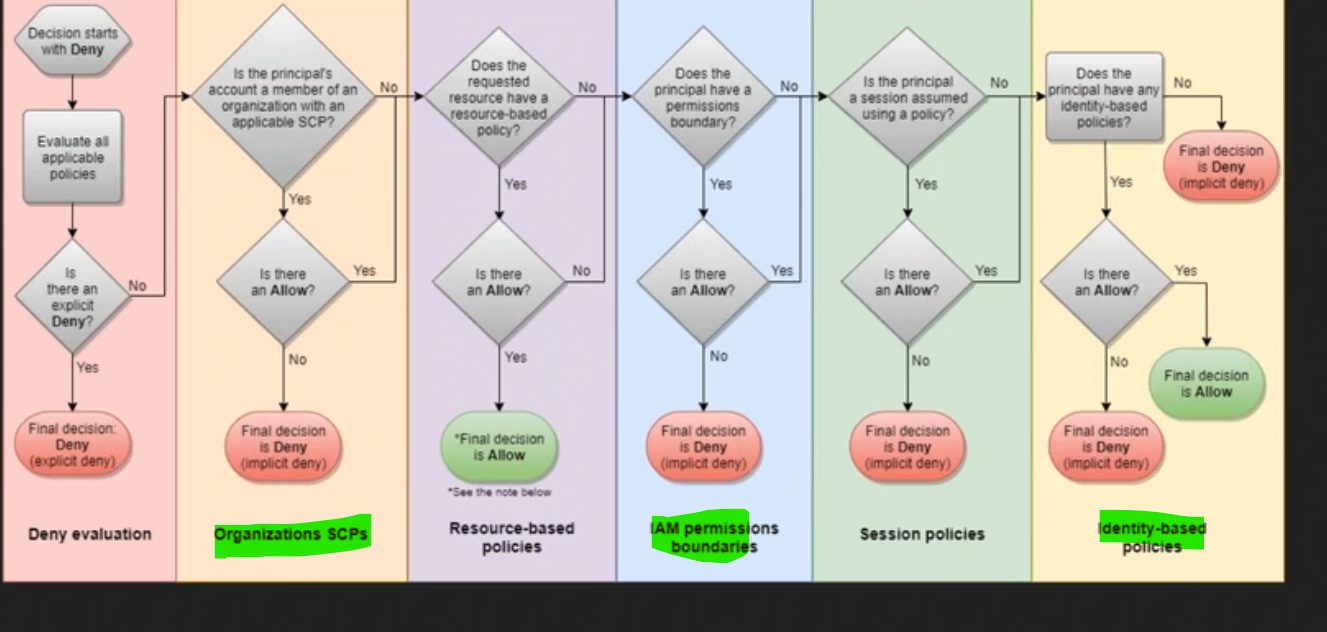 Decision starts
with Deny
Evaluate all
applicable
policies
Is
there an
explicit
Deny?
No
Yes
Final decision:
Deny
(explicit deny)
Deny evaluation
Is the principal's
account a member of an
organization with an
applicable SCP?
No
Yes
Is there
an Allow?
Yes
No
Final decision
is Deny
(implicit deny)
Organizations SCPs
Does the
requested
resource have a
resource-based
policy?
No
Yes
Is there
an Allow?
No
Yes
*Final decision
is Allow
*See the note below
Resource-based
policies
Does the
principal have a
permissions
boundary?
No
Yes
Is there
an Allow?
Yes
No
Final decision
is Deny
(implicit deny)
IAM permissions
boundaries
Is the principal
a session assumed
using a policy?
No
Yes
Is there
an Allow?
Yes
No
Final decision
is Deny
(implicit deny)
Session policies
Does the
principal have any
identity-based
policies?
No
Final decision
is Deny
(implicit deny)
Yes
Is there
an Allow?
Yes
Final decision
is Allow
No
Final decision
is Deny
(implicit deny)
Identity-based
policies